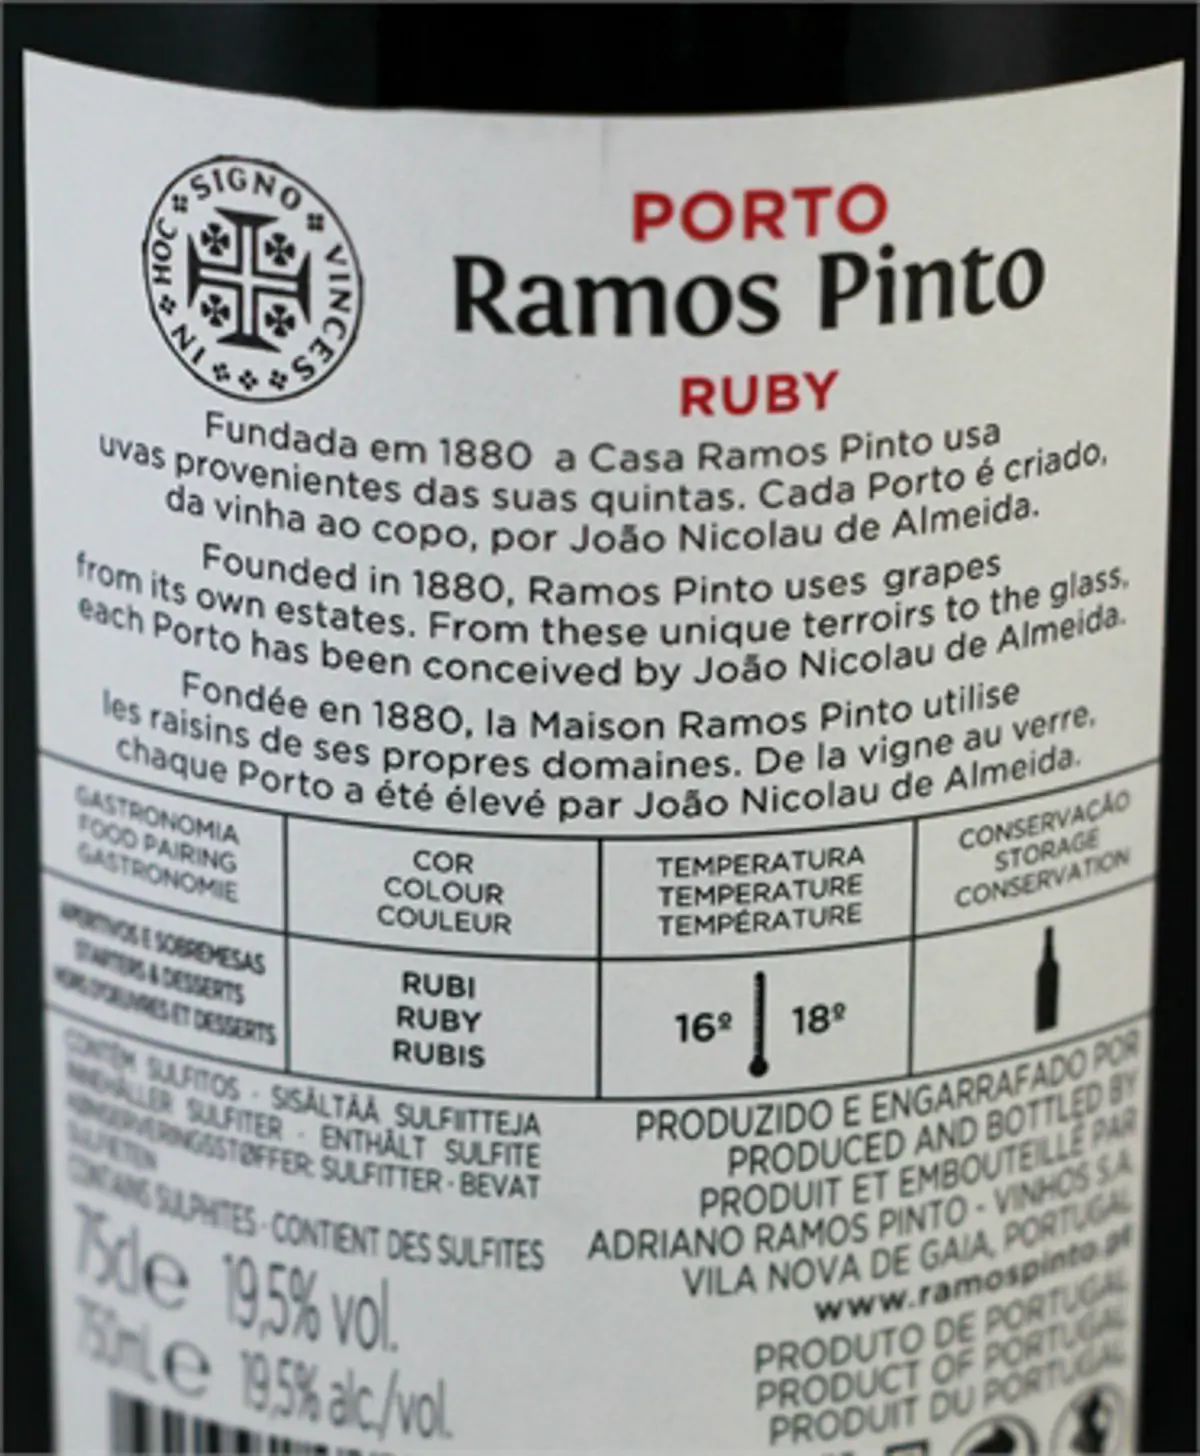 IN HOC SIGNO VINCES
PORTO
Ramos Pinto
RUBY
Fundada em 1880 a Casa Ramos Pinto usa
uvas provenientes das suas quintas. Cada Porto é criado,
da vinha ao copo, por João Nicolau de Almeida.
Founded in 1880, Ramos Pinto uses grapes
from its own estates. From these unique terroirs to the glass,
each Porto has been conceived by João Nicolau de Almeida.
Fondée en 1880, la Maison Ramos Pinto utilise
les raisins de ses propres domaines. De la vigne au verre,
chaque Porto a été élevé par João Nicolau de Almeida.
GASTRONOMIA
FOOD PAIRING
GASTRONOMIE
COR
COLOUR
COULEUR
TEMPERATURA
TEMPERATURE
TEMPÉRATURE
CONSERVAÇÃO
STORAGE
CONSERVATION
APERITIVOS E SOBREMESAS
STARTERS & DESSERTS
HORS D'OEUVRES ET DESSERTS
RUBI
RUBY
RUBIS
16º 18º
CONTÉM SULFITOS · SISÄLTÄÄ SULFIITTEJA
INNEHÅLLER SULFITER · ENTHÄLT SULFITE
KONSERVERINGSSTOFFER: SULFITTER · BEVAT
SULFIETEN
CONTAINS SULPHITES · CONTIENT DES SULFITES
75cl e 19,5% vol.
750mL e 19,5% alc./vol.
PRODUZIDO E ENGARRAFADO POR
PRODUCED AND BOTTLED BY
PRODUIT ET EMBOUTEILLÉ PAR
ADRIANO RAMOS PINTO - VINHOS S.A.
VILA NOVA DE GAIA, PORTUGAL
www.ramospinto.pt
PRODUTO DE PORTUGAL
PRODUCT OF PORTUGAL
PRODUIT DU PORTUGAL